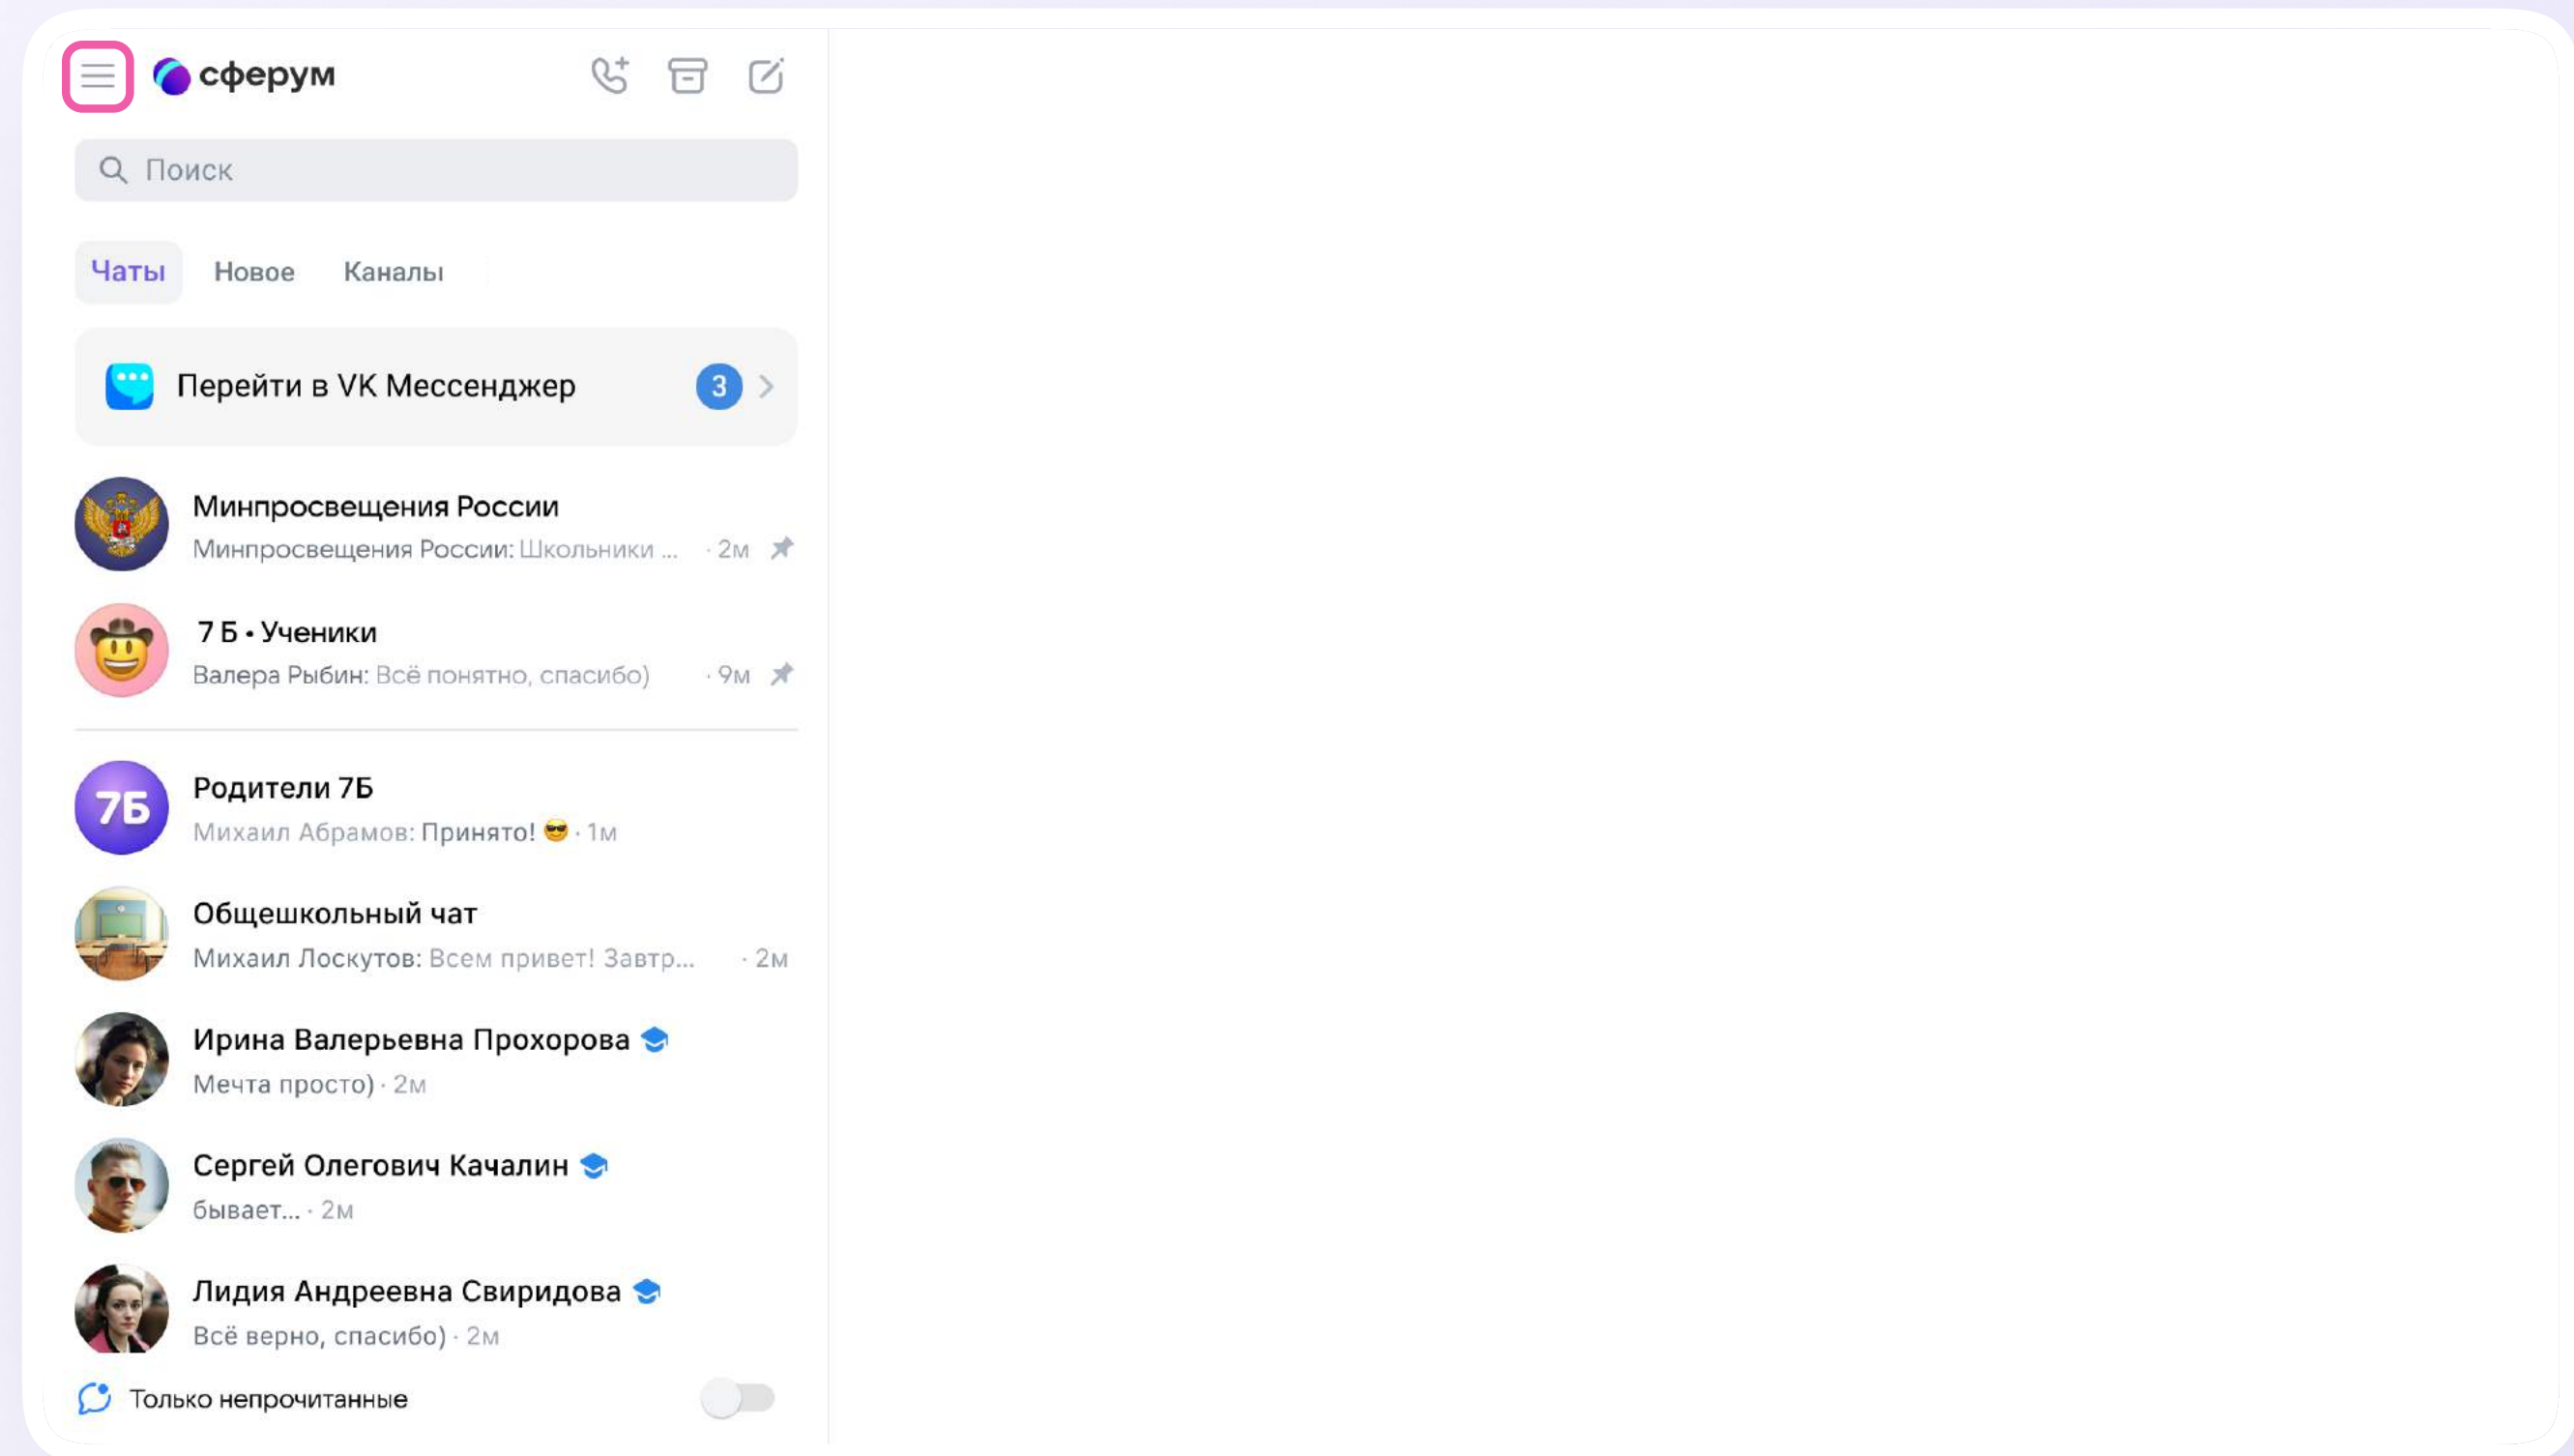 сферум
Поиск
Чаты Новое Каналы
Перейти в VK Мессенджер 3
Минпросвещения России
Минпросвещения России: Школьники ... · 2м
7 Б • Ученики
Валера Рыбин: Всё понятно, спасибо) · 9м
7Б
Родители 7Б
Михаил Абрамов: Принято! 😎 · 1м
Общешкольный чат
Михаил Лоскутов: Всем привет! Завтр... · 2м
Ирина Валерьевна Прохорова
Мечта просто) · 2м
Сергей Олегович Качалин
бывает... · 2м
Лидия Андреевна Свиридова
Всё верно, спасибо) · 2м
Только непрочитанные